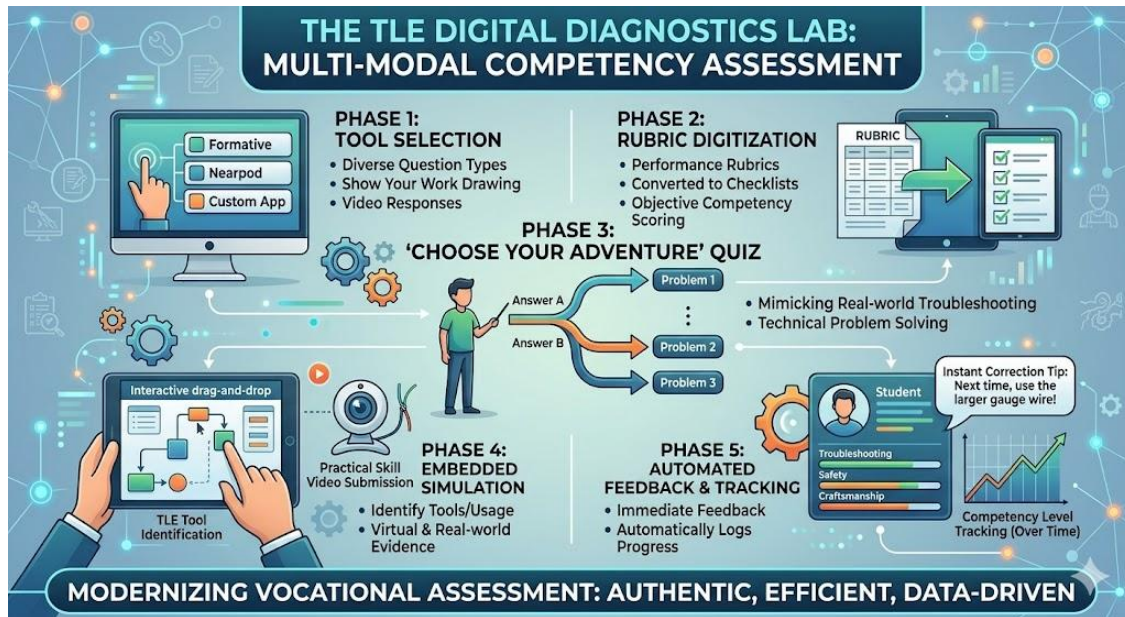 THE TLE DIGITAL DIAGNOSTICS LAB:
MULTI-MODAL COMPETENCY ASSESSMENT
Formative
Nearpod
Custom App
PHASE 1:
TOOL SELECTION
• Diverse Question Types
• Show Your Work Drawing
• Video Responses
PHASE 2:
RUBRIC DIGITIZATION
• Performance Rubrics
• Converted to Checklists
• Objective Competency
Scoring
RUBRIC
PHASE 3:
'CHOOSE YOUR ADVENTURE' QUIZ
Answer A
Answer B
Problem 1
Problem 2
Problem 3
• Mimicking Real-world Troubleshooting
• Technical Problem Solving
Interactive drag-and-drop
TLE Tool
Identification
Practical Skill
Video Submission
PHASE 4:
EMBEDDED
SIMULATION
• Identify Tools/Usage
• Virtual & Real-world
Evidence
PHASE 5:
AUTOMATED
FEEDBACK & TRACKING
• Immediate Feedback
• Automatically Logs
Progress
Student
Troubleshooting
Safety
Craftsmanship
Instant Correction Tip:
Next time, use the
larger gauge wire!
Competency Level
Tracking (Over Time)
MODERNIZING VOCATIONAL ASSESSMENT: AUTHENTIC, EFFICIENT, DATA-DRIVEN